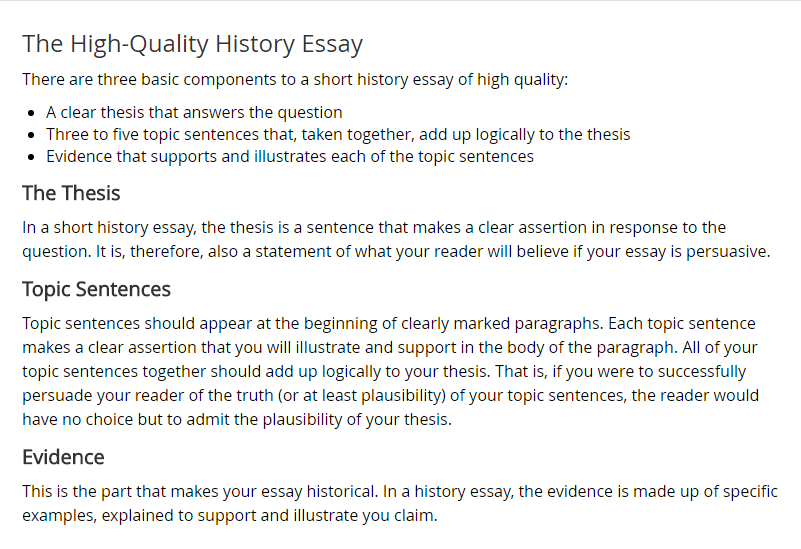 The High-Quality History Essay
There are three basic components to a short history essay of high quality:
• A clear thesis that answers the question
• Three to five topic sentences that, taken together, add up logically to the thesis
• Evidence that supports and illustrates each of the topic sentences
The Thesis
In a short history essay, the thesis is a sentence that makes a clear assertion in response to the
question. It is, therefore, also a statement of what your reader will believe if your essay is persuasive.
Topic Sentences
Topic sentences should appear at the beginning of clearly marked paragraphs. Each topic sentence
makes a clear assertion that you will illustrate and support in the body of the paragraph. All of your
topic sentences together should add up logically to your thesis. That is, if you were to successfully
persuade your reader of the truth (or at least plausibility) of your topic sentences, the reader would
have no choice but to admit the plausibility of your thesis.
Evidence
This is the part that makes your essay historical. In a history essay, the evidence is made up of specific
examples, explained to support and illustrate you claim.